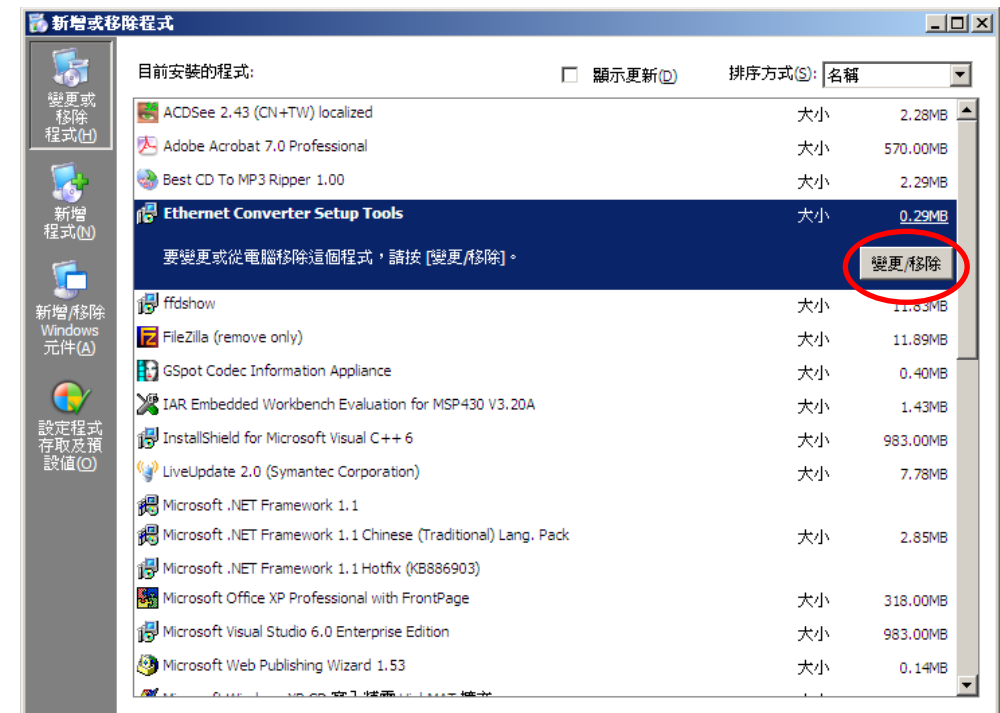 新增或移除程式
變更或
移除
程式(H)
新增
程式(N)
新增/移除
Windows
元件(A)
設定程式
存取及預
設值(O)
目前安裝的程式:
顯示更新(D)
排序方式(S): 名稱
ACDSee 2.43 (CN+TW) localized 大小 2.28MB
Adobe Acrobat 7.0 Professional 大小 570.00MB
Best CD To MP3 Ripper 1.00 大小 2.29MB
Ethernet Converter Setup Tools 大小 0.29MB
要變更或從電腦移除這個程式，請按 [變更/移除]。 變更/移除
ffdshow 大小 11.83MB
FileZilla (remove only) 大小 11.89MB
GSpot Codec Information Appliance 大小 0.40MB
IAR Embedded Workbench Evaluation for MSP430 V3.20A 大小 1.43MB
InstallShield for Microsoft Visual C++ 6 大小 983.00MB
LiveUpdate 2.0 (Symantec Corporation) 大小 7.78MB
Microsoft .NET Framework 1.1
Microsoft .NET Framework 1.1 Chinese (Traditional) Lang. Pack 大小 2.85MB
Microsoft .NET Framework 1.1 Hotfix (KB886903)
Microsoft Office XP Professional with FrontPage 大小 318.00MB
Microsoft Visual Studio 6.0 Enterprise Edition 大小 983.00MB
Microsoft Web Publishing Wizard 1.53 大小 0.14MB